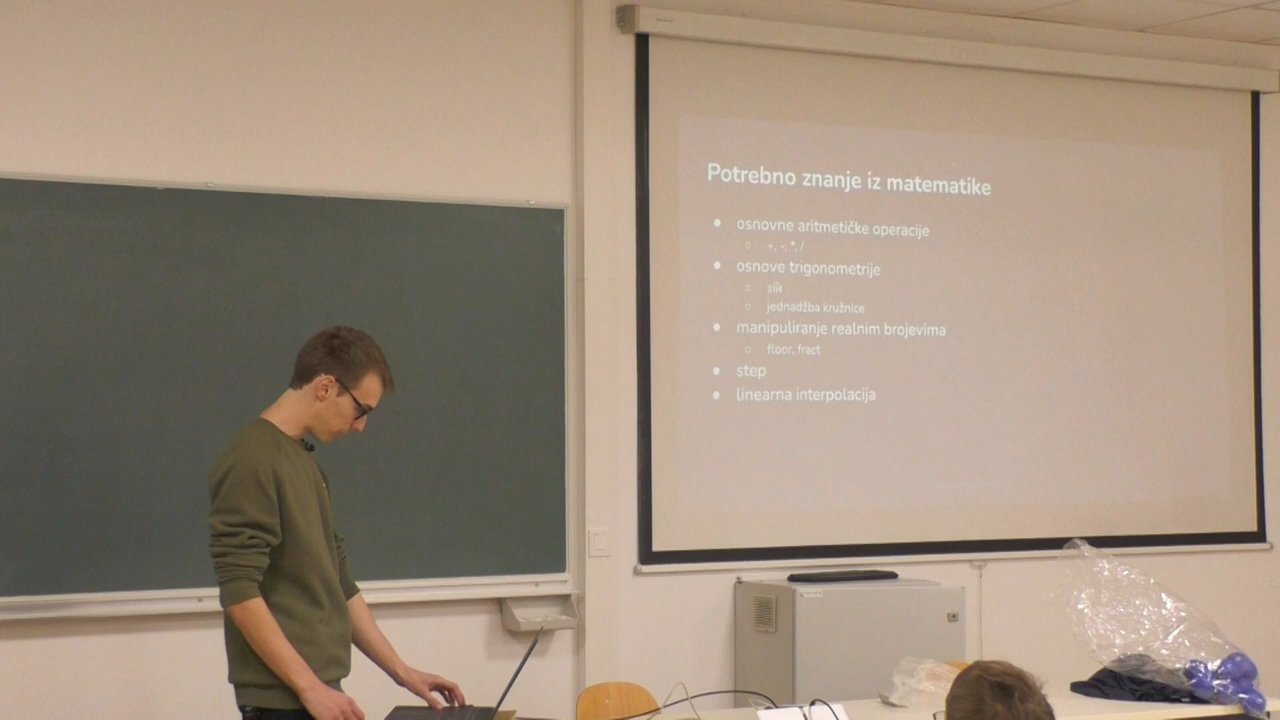 Potrebno znanje iz matematike
● osnovne aritmetičke operacije
○ +, -, *, /
● osnove trigonometrije
○ jednadžba kružnice
● manipuliranje realnim brojevima
○ floor, fract
● step
● linearna interpolacija